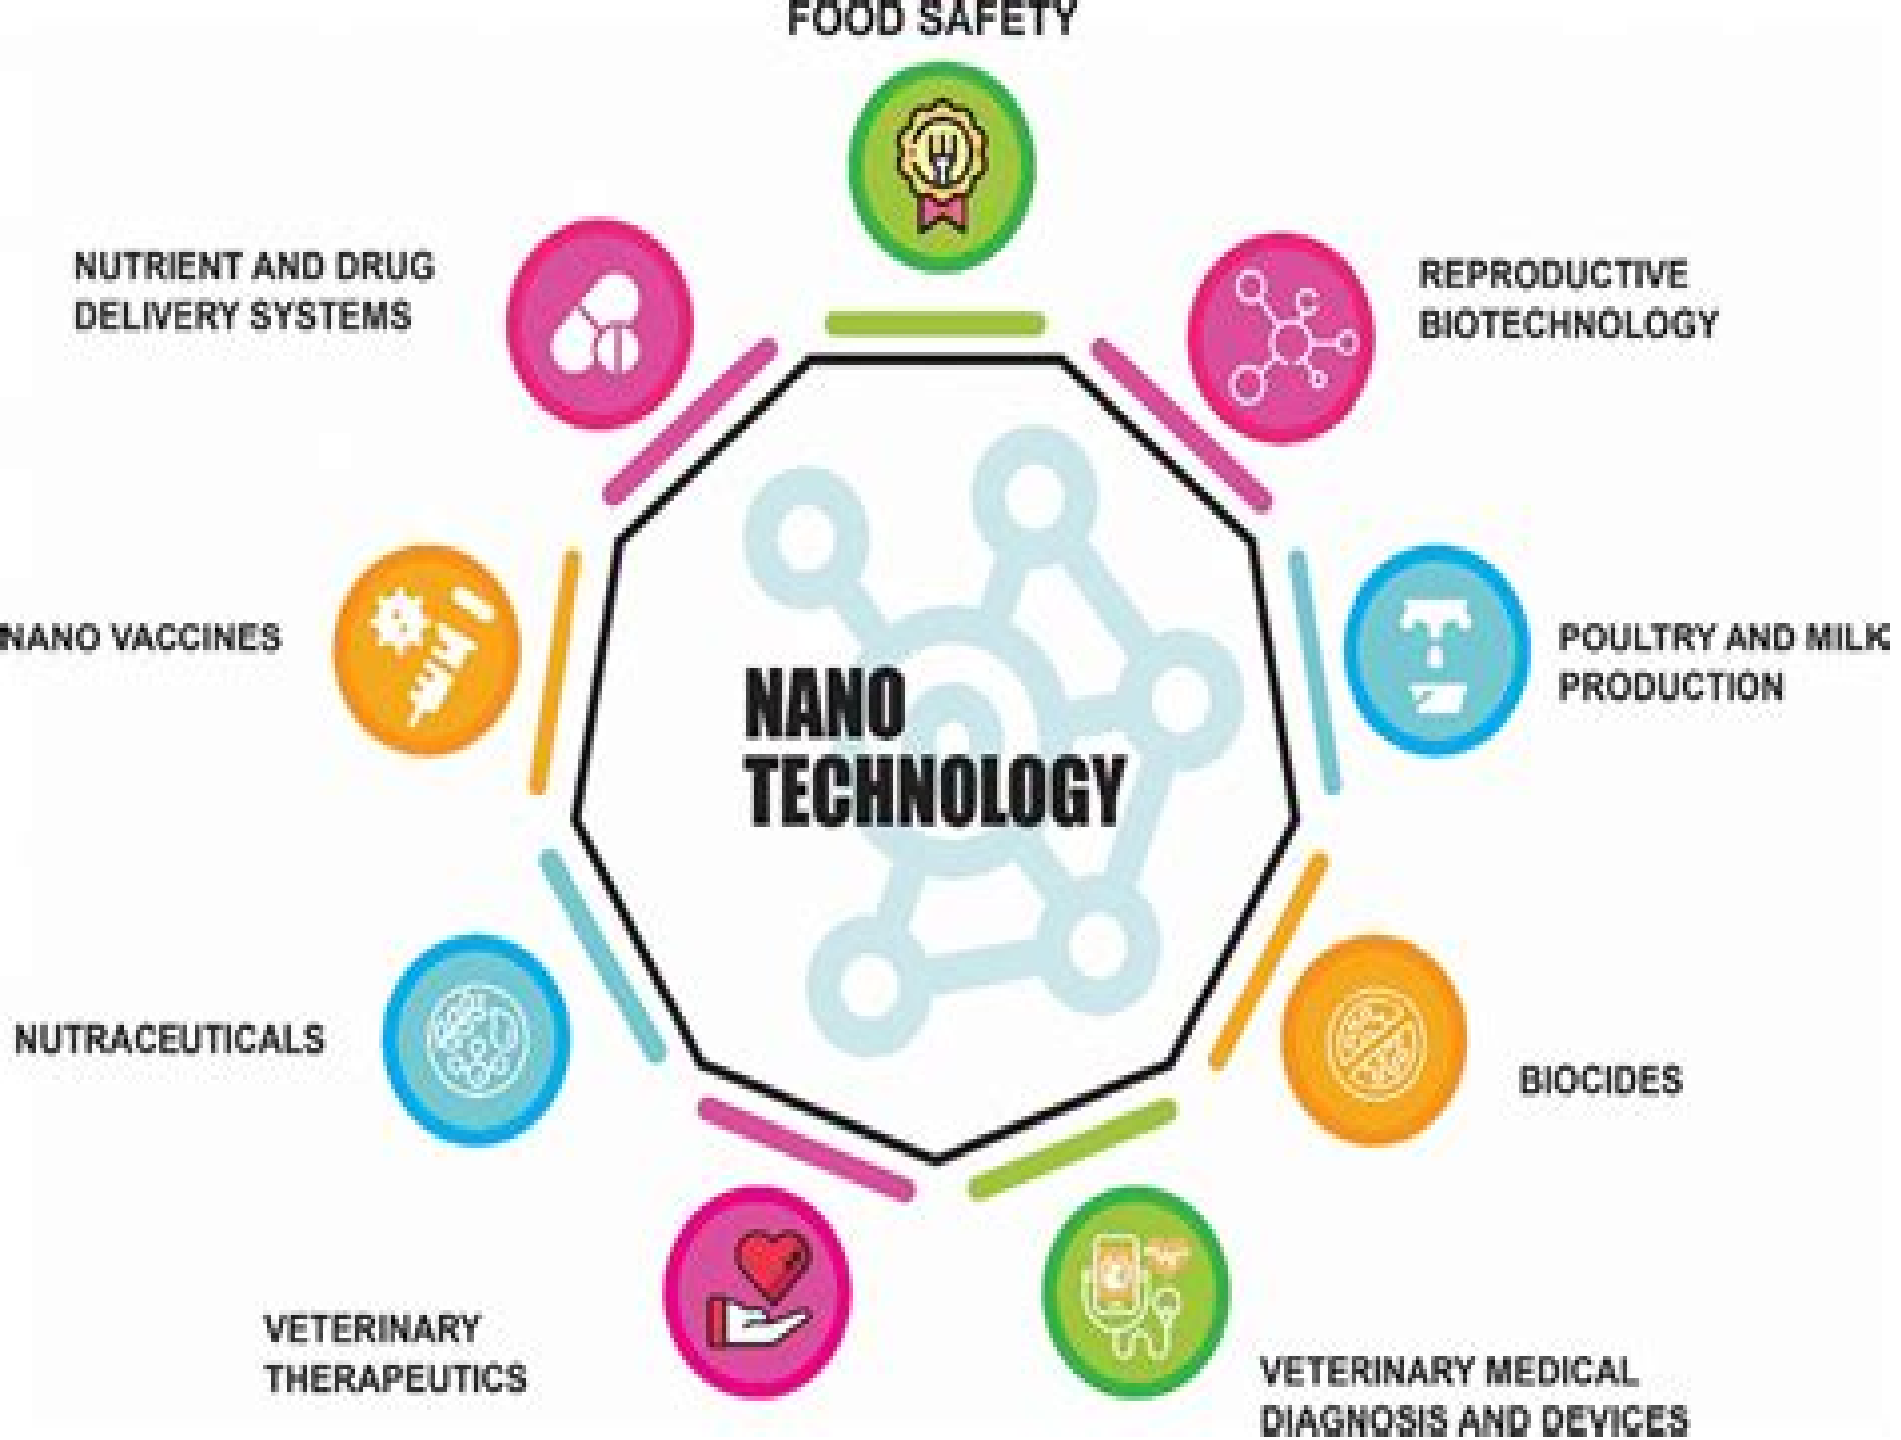 FOOD SAFETY
NUTRIENT AND DRUG
DELIVERY SYSTEMS
REPRODUCTIVE
BIOTECHNOLOGY
NANO VACCINES
POULTRY AND MILK
PRODUCTION
NANO
TECHNOLOGY
NUTRACEUTICALS
BIOCIDES
VETERINARY
THERAPEUTICS
VETERINARY MEDICAL
DIAGNOSIS AND DEVICES